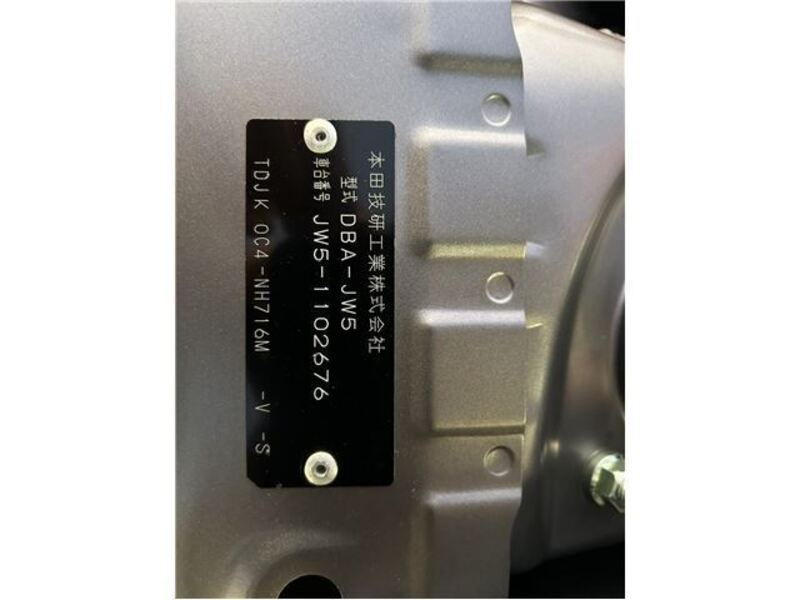 本田技研工業株式会社
型式 DBA-JW5
車台番号 JW5-1102676
TDJK 0C4-NH716M -V -S